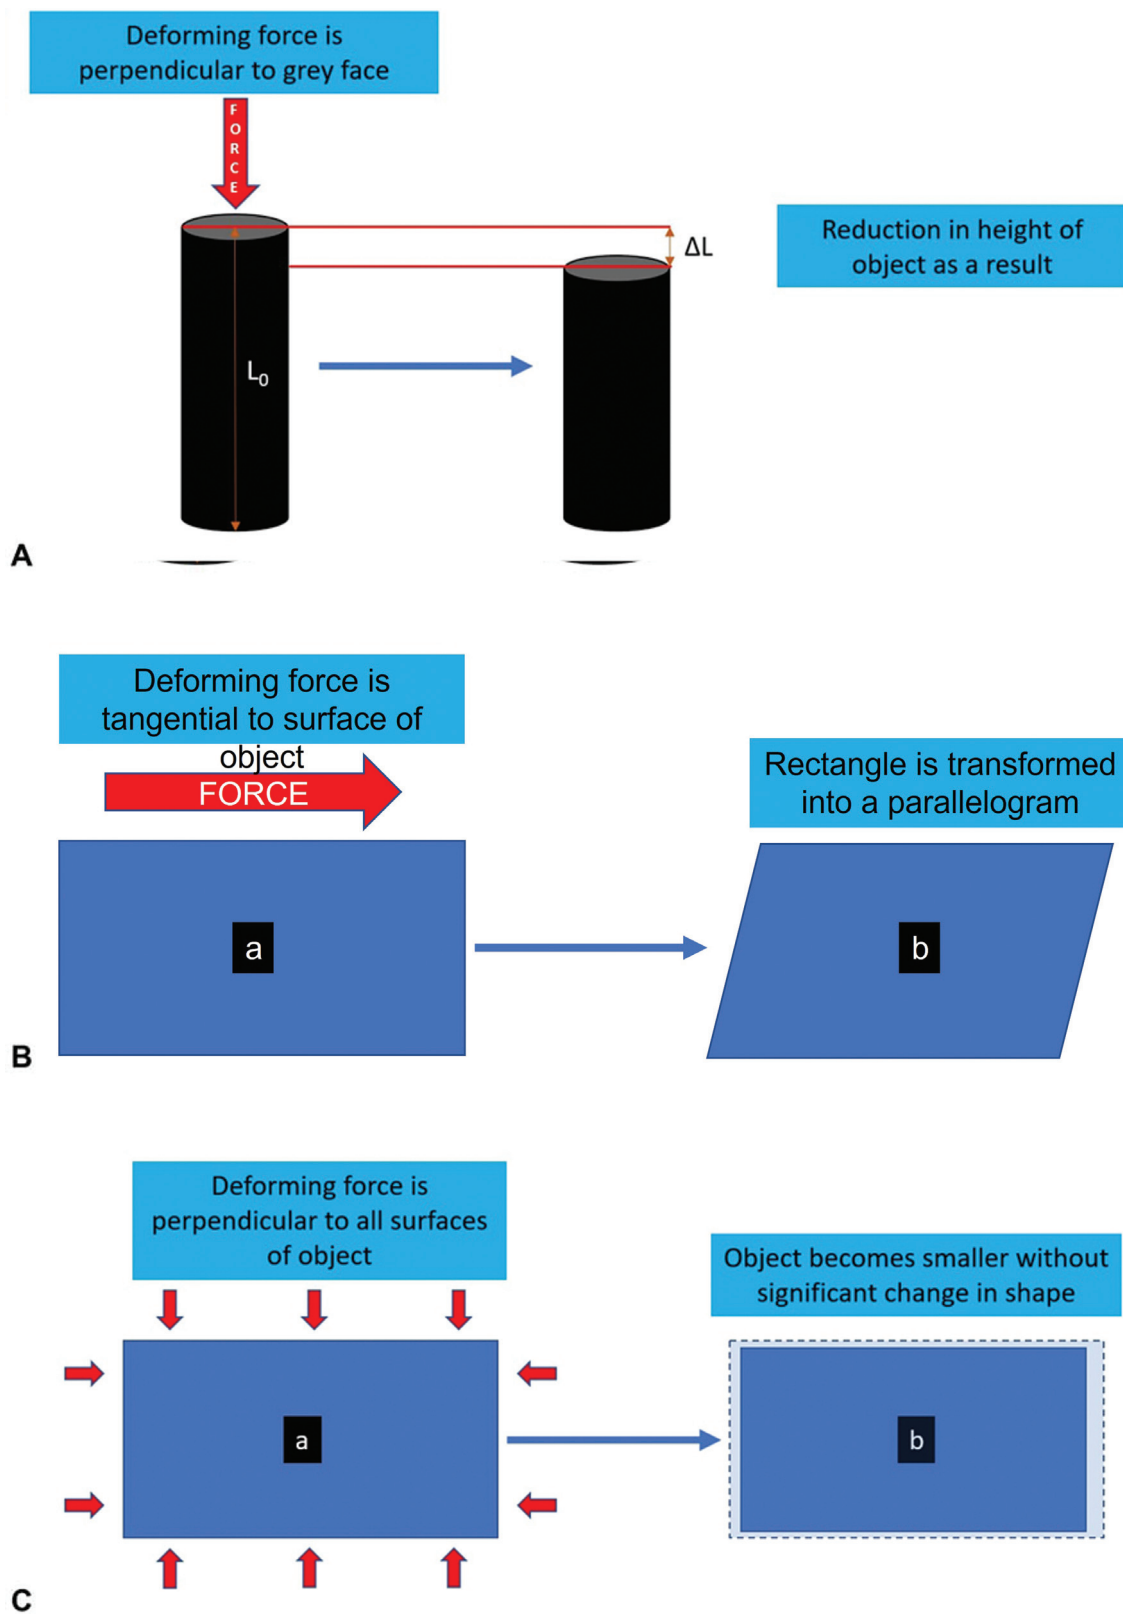 Deforming force is
perpendicular to grey face
FORCE
ΔL
Reduction in height of
object as a result
L₀
A
Deforming force is
tangential to surface of
object
FORCE
Rectangle is transformed
into a parallelogram
a
b
B
Deforming force is
perpendicular to all surfaces
of object
Object becomes smaller without
significant change in shape
a
b
C